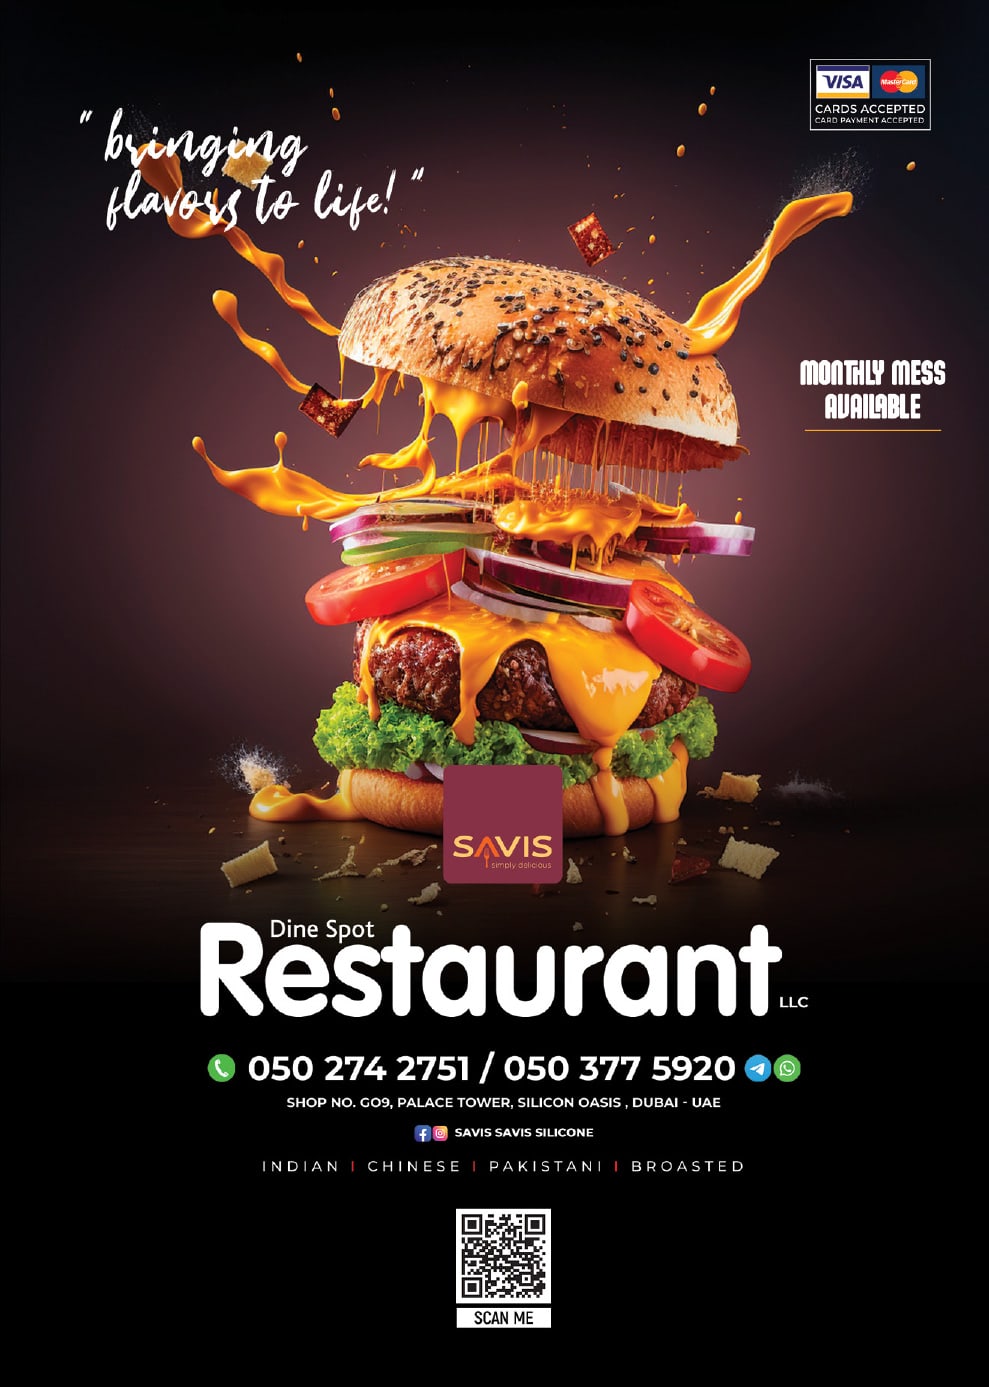 " bringing
flavors to life! "
VISA MasterCard
CARDS ACCEPTED
CARD PAYMENT ACCEPTED
MONTHLY MESS
AVAILABLE
SAVIS
simply delicious
Dine Spot
Restaurant LLC
050 274 2751 / 050 377 5920
SHOP NO. GO9, PALACE TOWER, SILICON OASIS , DUBAI - UAE
SAVIS SAVIS SILICONE
INDIAN | CHINESE | PAKISTANI | BROASTED
SCAN ME